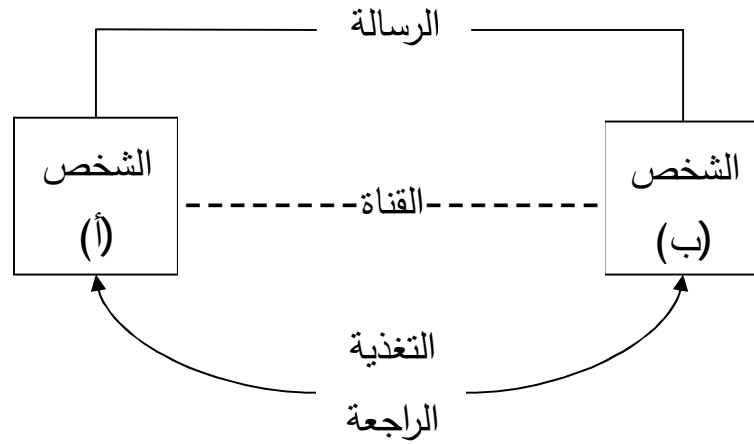 الرسالة
الشخص
(ب)
القناة
الشخص
(أ)
التغذية
الراجعة